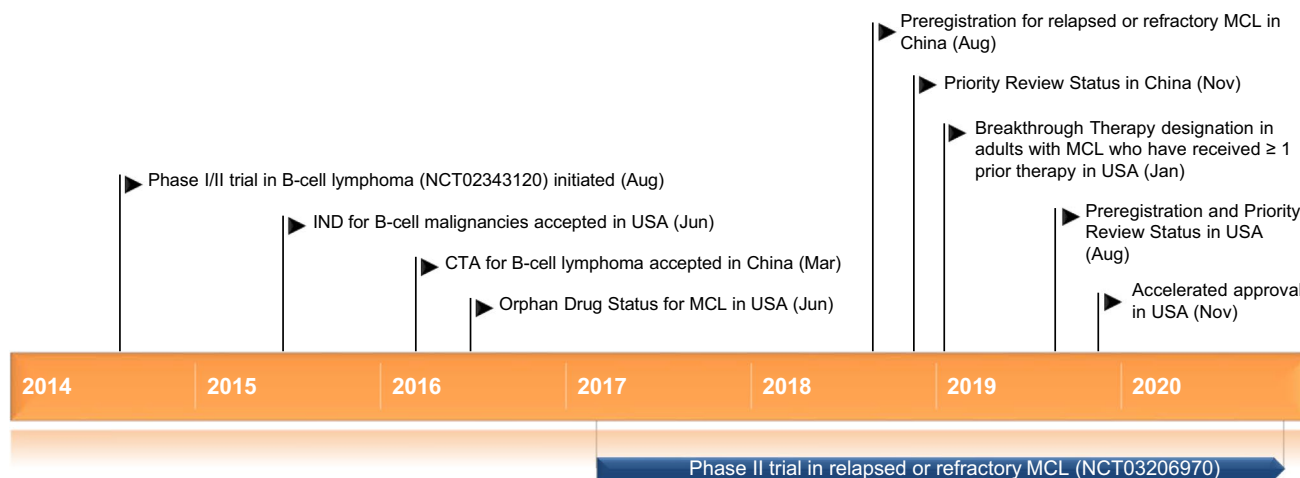 Preregistration for relapsed or refractory MCL in
China (Aug)
Priority Review Status in China (Nov)
Breakthrough Therapy designation in
adults with MCL who have received ≥ 1
prior therapy in USA (Jan)
Phase I/II trial in B-cell lymphoma (NCT02343120) initiated (Aug)
Preregistration and Priority
Review Status in USA
(Aug)
IND for B-cell malignancies accepted in USA (Jun)
CTA for B-cell lymphoma accepted in China (Mar)
Orphan Drug Status for MCL in USA (Jun)
Accelerated approval
in USA (Nov)
2014 2015 2016 2017 2018 2019 2020
Phase II trial in relapsed or refractory MCL (NCT03206970)